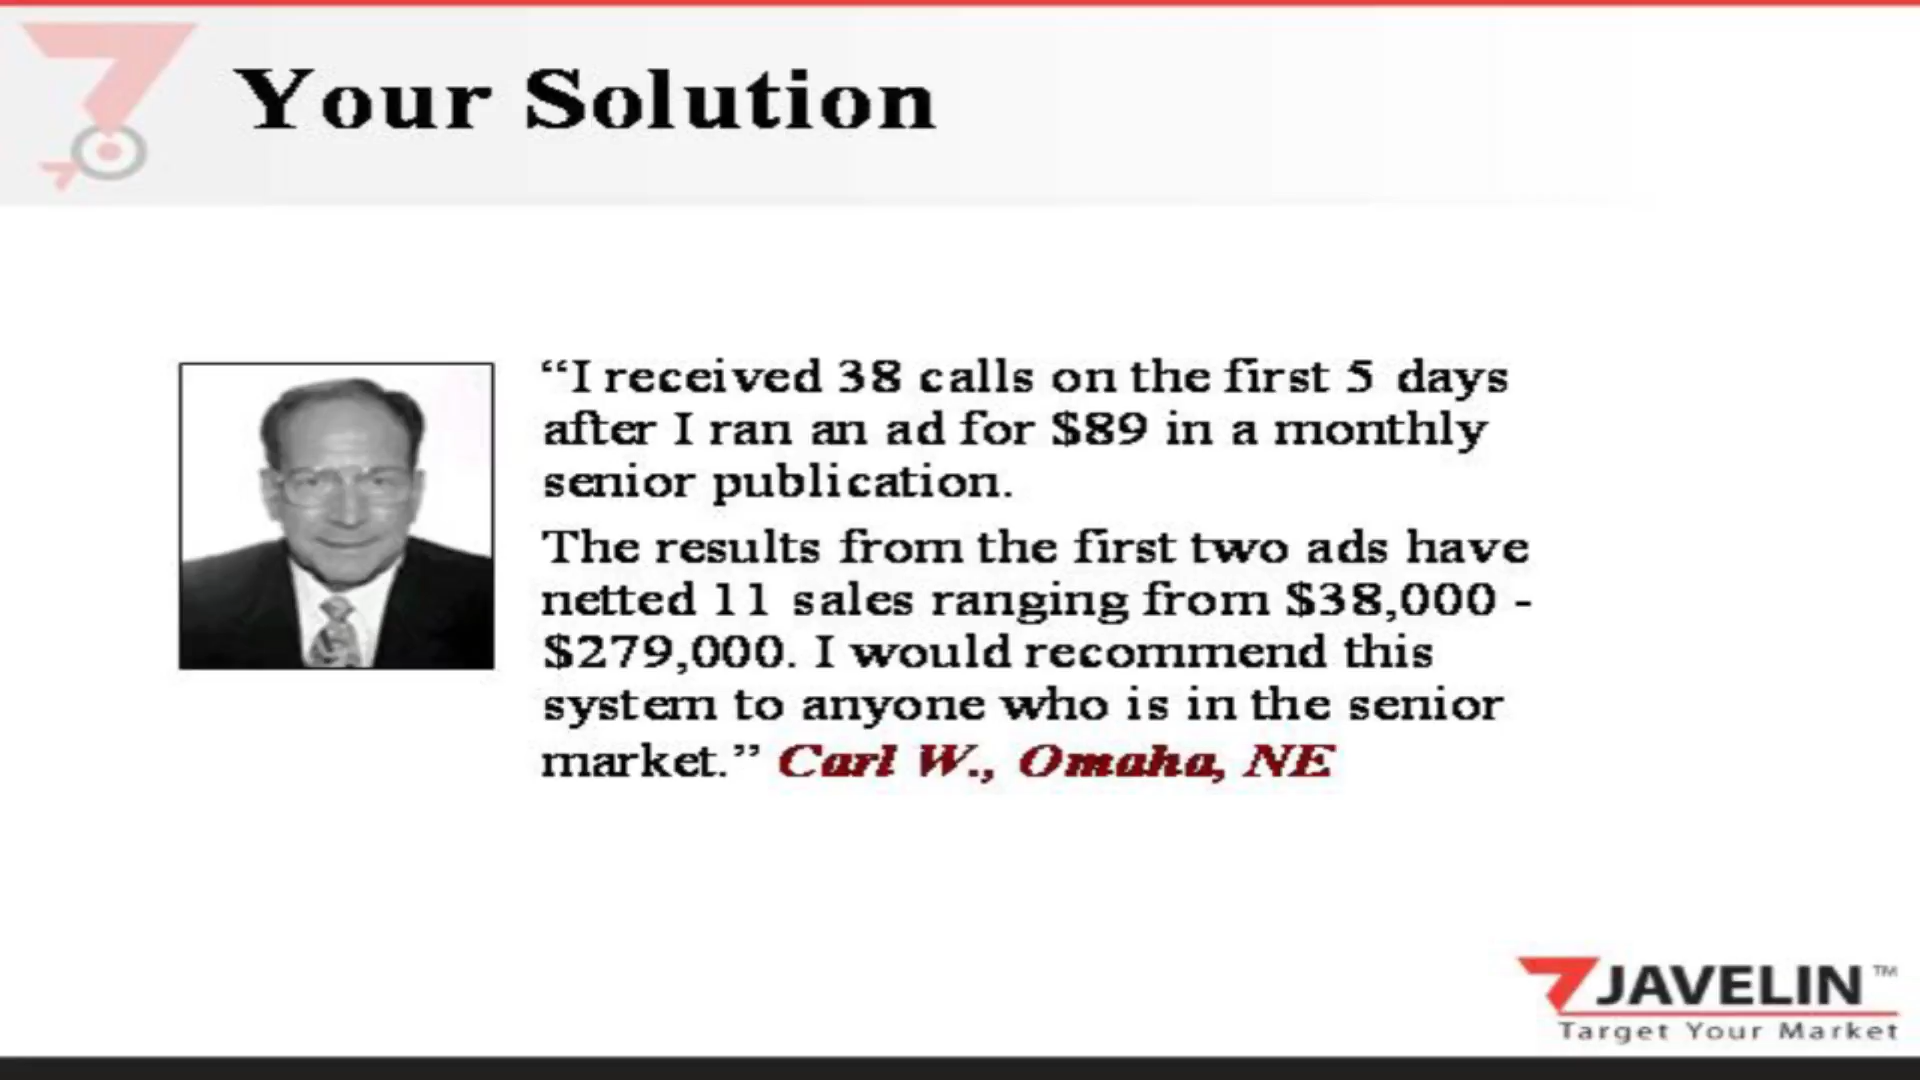 Your Solution
“I received 38 calls on the first 5 days
after I ran an ad for $89 in a monthly
senior publication.
The results from the first two ads have
netted 11 sales ranging from $38,000 -
$279,000. I would recommend this
system to anyone who is in the senior
market.” Carl W., Omaha, NE
JAVELIN™
Target Your Market